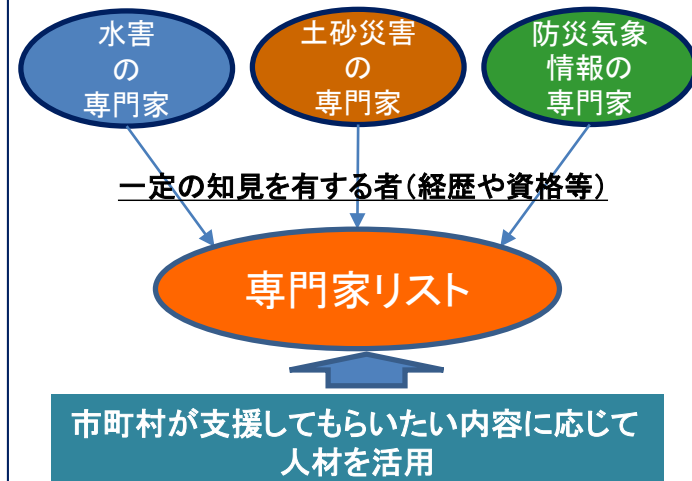 水害
の
専門家
土砂災害
の
専門家
防災気象
情報の
専門家
一定の知見を有する者（経歴や資格等）
専門家リスト
市町村が支援してもらいたい内容に応じて
人材を活用